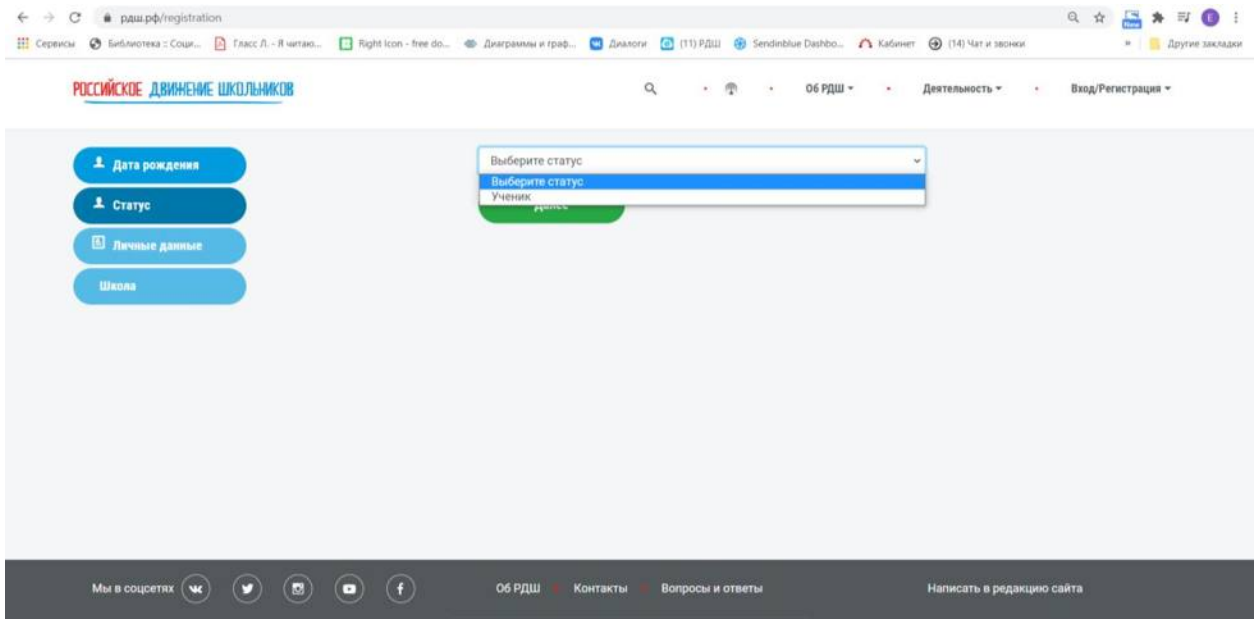 рдш.рф/registration
E
New
Сервисы Библиотека :: Соци... Гласс Л. - Я читаю... Right Icon - free do... Диаграммы и граф... Диалоги (11) РДШ Sendinblue Dashbo... Кабинет (14) Чат и звонки » Другие закладки
РОССИЙСКОЕ ДВИЖЕНИЕ ШКОЛЬНИКОВ
Об РДШ Деятельность Вход/Регистрация
Дата рождения
Статус
Личные данные
Школа
Выберите статус
Выберите статус
Ученик
Далее
Мы в соцсетях Об РДШ Контакты Вопросы и ответы Написать в редакцию сайта